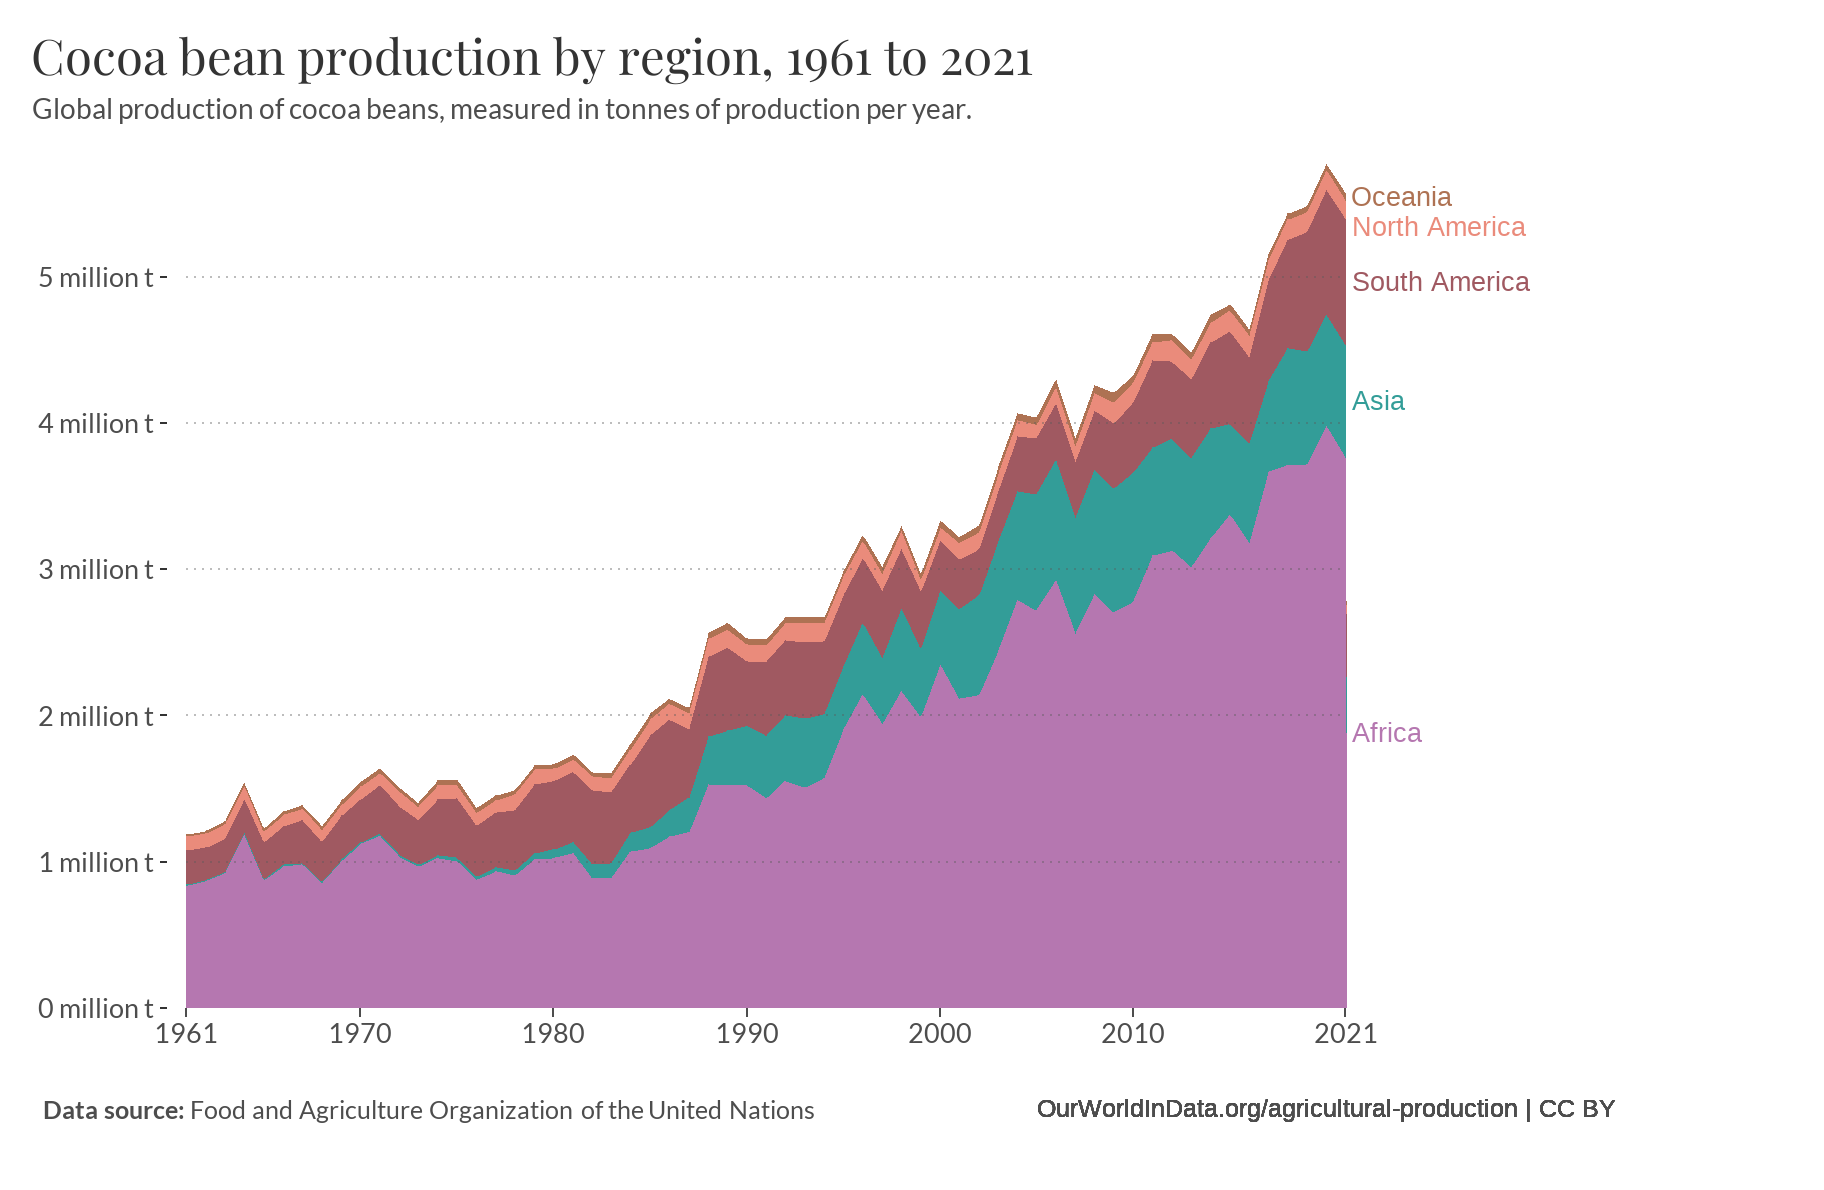 Cocoa bean production by region, 1961 to 2021
Global production of cocoa beans, measured in tonnes of production per year.
Oceania
North America
5 million t
South America
Asia
4 million t
3 million t
2 million t
Africa
1 million t
0 million t
1961 1970 1980 1990 2000 2010 2021
Data source: Food and Agriculture Organization of the United Nations
OurWorldInData.org/agricultural-production | CC BY